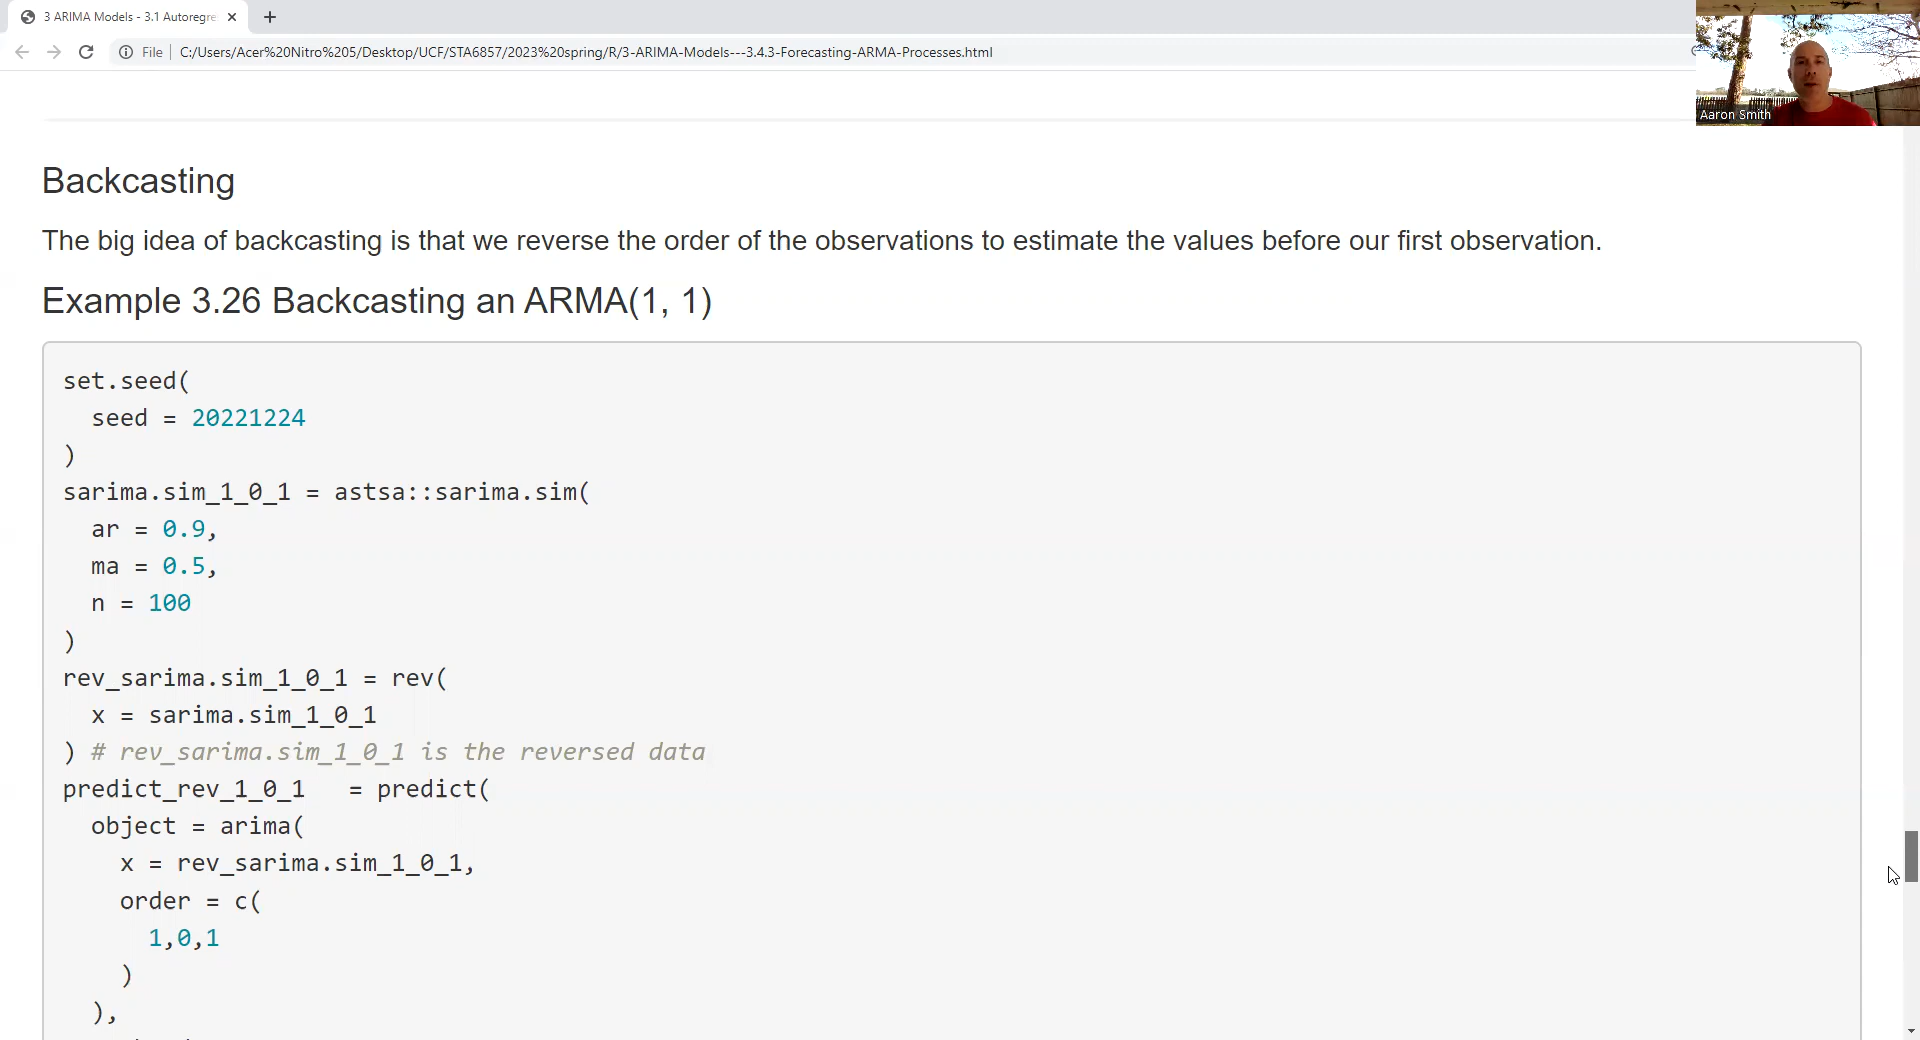 3 ARIMA Models - 3.1 Autoregre
File
C:/Users/Acer%20Nitro%205/Desktop/UCF/STA6857/2023%20spring/R/3-ARIMA-Models---3.4.3-Forecasting-ARMA-Processes.html
Aaron Smith
Backcasting
The big idea of backcasting is that we reverse the order of the observations to estimate the values before our first observation.
Example 3.26 Backcasting an ARMA(1, 1)
set.seed(
seed = 20221224
)
sarima.sim_1_0_1 = astsa::sarima.sim(
ar = 0.9,
ma = 0.5,
n = 100
)
rev_sarima.sim_1_0_1 = rev(
x = sarima.sim_1_0_1
) # rev_sarima.sim_1_0_1 is the reversed data
predict_rev_1_0_1   = predict(
object = arima(
x = rev_sarima.sim_1_0_1,
order = c(
1,0,1
)
),